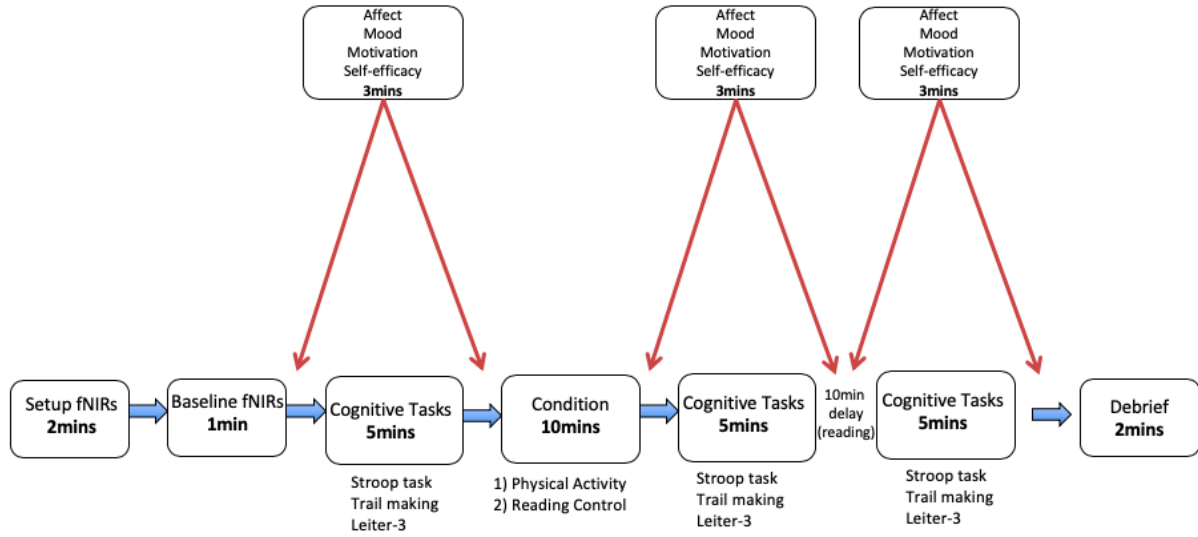 Affect
Mood
Motivation
Self-efficacy
3mins
Affect
Mood
Motivation
Self-efficacy
3mins
Affect
Mood
Motivation
Self-efficacy
3mins
Setup fNIRs
2mins
Baseline fNIRs
1min
Cognitive Tasks
5mins
Stroop task
Trail making
Leiter-3
Condition
10mins
1) Physical Activity
2) Reading Control
Cognitive Tasks
5mins
Stroop task
Trail making
Leiter-3
10min
delay
(reading)
Cognitive Tasks
5mins
Stroop task
Trail making
Leiter-3
Debrief
2mins